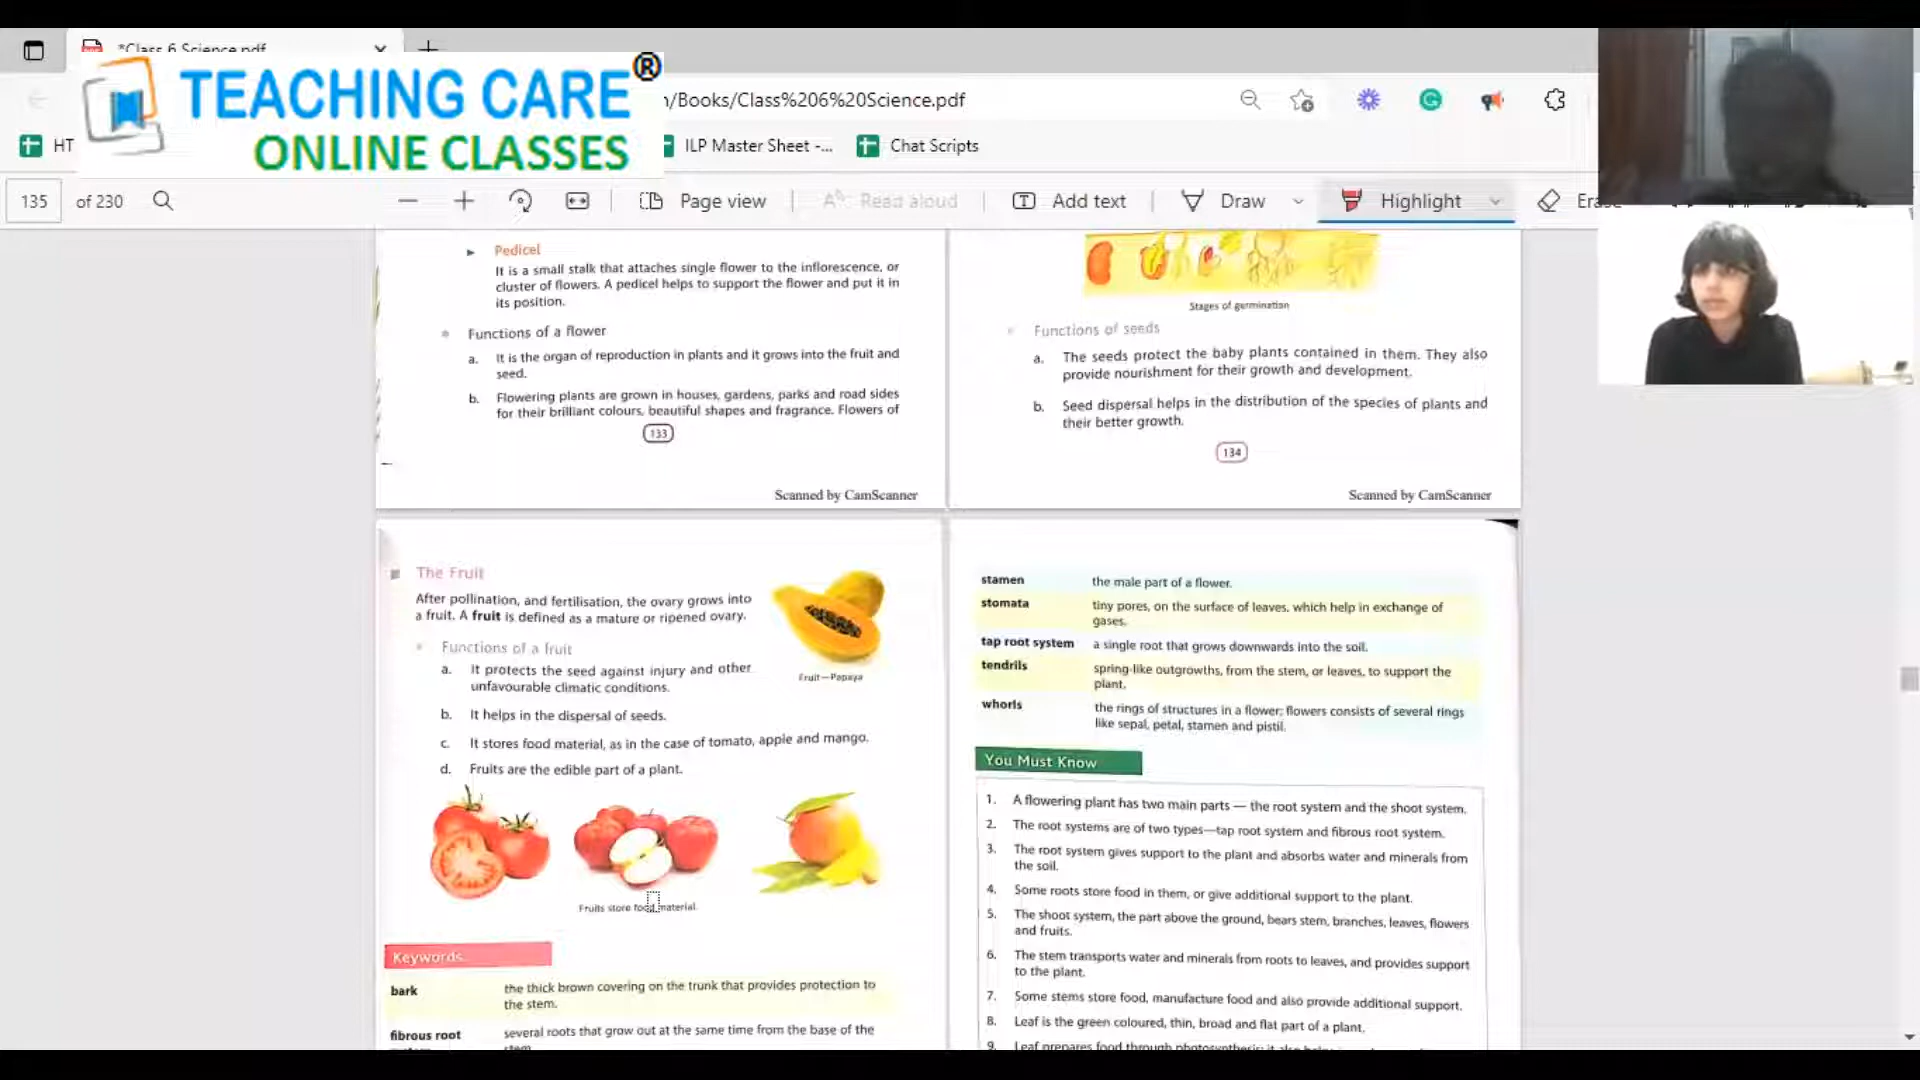 *Class 6 Science.pdf
TEACHING CARE®
ONLINE CLASSES
/Books/Class%206%20Science.pdf
HT
ILP Master Sheet -...
Chat Scripts
135 of 230
Page view
Read aloud
Add text
Draw
Highlight
Pedicel
It is a small stalk that attaches single flower to the inflorescence, or
cluster of flowers. A pedicel helps to support the flower and put it in
its position.
Functions of a flower
a. It is the organ of reproduction in plants and it grows into the fruit and
seed.
b. Flowering plants are grown in houses, gardens, parks and road sides
for their brilliant colours, beautiful shapes and fragrance. Flowers of
133
Scanned by CamScanner
Stages of germination
Functions of seeds
a. The seeds protect the baby plants contained in them. They also
provide nourishment for their growth and development.
b. Seed dispersal helps in the distribution of the species of plants and
their better growth.
134
Scanned by CamScanner
The Fruit
After pollination, and fertilisation, the ovary grows into
a fruit. A fruit is defined as a mature or ripened ovary.
Functions of a fruit
a. It protects the seed against injury and other
unfavourable climatic conditions.
b. It helps in the dispersal of seeds.
c. It stores food material, as in the case of tomato, apple and mango.
d. Fruits are the edible part of a plant.
Fruit—Papaya
Fruits store food material.
Keywords
bark the thick brown covering on the trunk that provides protection to
the stem.
fibrous root several roots that grow out at the same time from the base of the
stamen the male part of a flower.
stomata tiny pores, on the surface of leaves, which help in exchange of
gases.
tap root system a single root that grows downwards into the soil.
tendrils spring-like outgrowths, from the stem, or leaves, to support the
plant.
whorls the rings of structures in a flower; flowers consists of several rings
like sepal, petal, stamen and pistil.
You Must Know
1. A flowering plant has two main parts — the root system and the shoot system.
2. The root systems are of two types—tap root system and fibrous root system.
3. The root system gives support to the plant and absorbs water and minerals from
the soil.
4. Some roots store food in them, or give additional support to the plant.
5. The shoot system, the part above the ground, bears stem, branches, leaves, flowers
and fruits.
6. The stem transports water and minerals from roots to leaves, and provides support
to the plant.
7. Some stems store food, manufacture food and also provide additional support.
8. Leaf is the green coloured, thin, broad and flat part of a plant.
9. Leaf prepares food through photosynthesis; it also